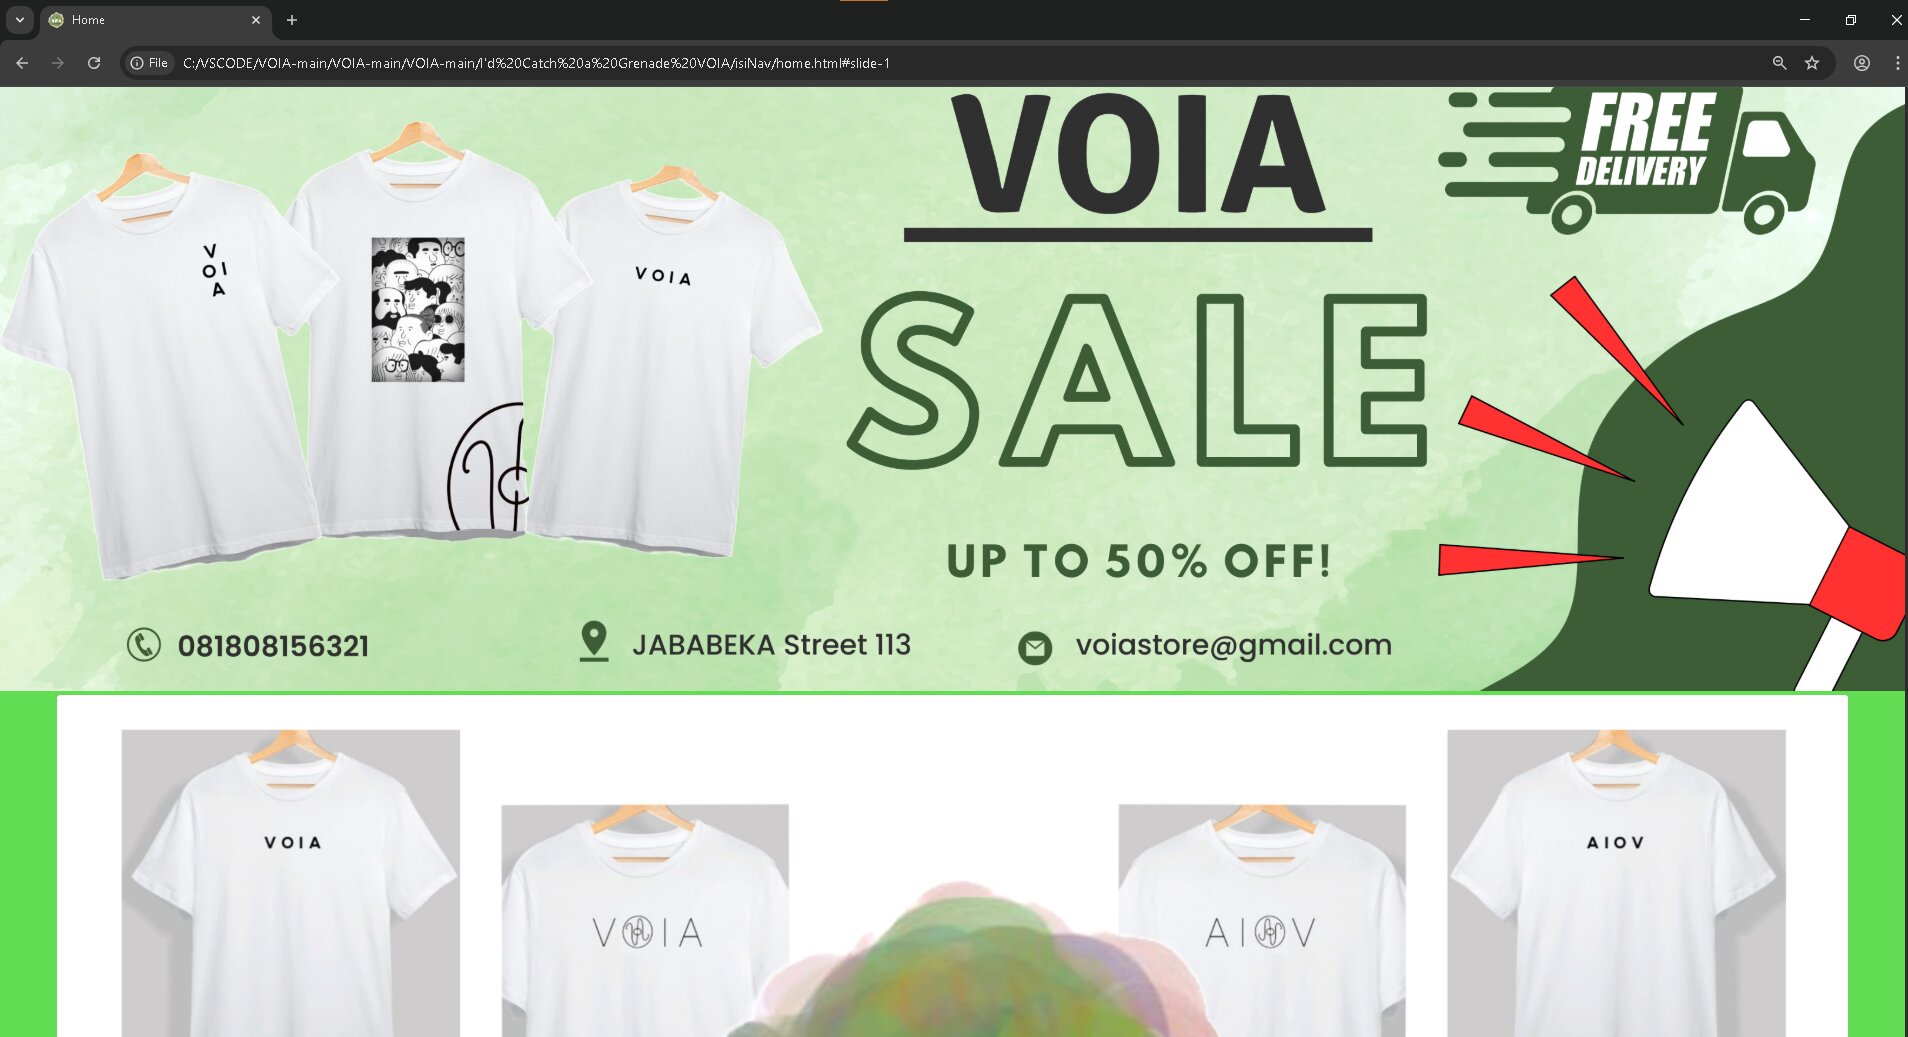 Home
File
C:/VSCODE/VOIA-main/VOIA-main/VOIA-main/I'd%20Catch%20a%20Grenade%20VOIA/isiNav/home.html#slide-1
VOIA
FREE
DELIVERY
V
OI
A
VOIA
SALE
UP TO 50% OFF!
081808156321
JABABEKA Street 113
voiastore@gmail.com
VOIA
VOIA
AIOV
AIOV